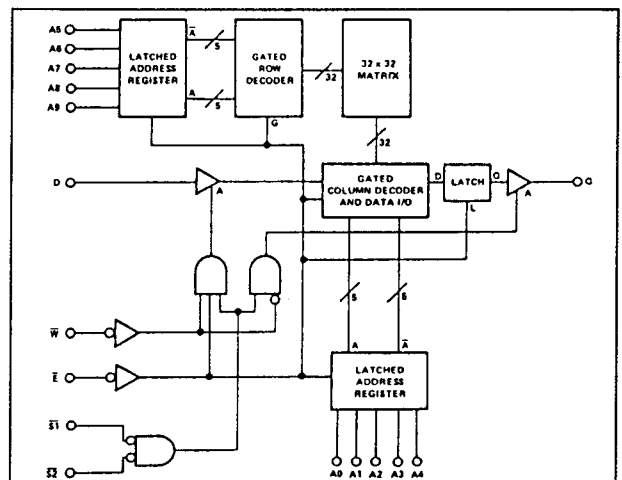 A5
A6
A7
A8
A9
LATCHED
ADDRESS
REGISTER
A̅
5
A
5
GATED
ROW
DECODER
G
32
32 x 32
MATRIX
32
D
A
GATED
COLUMN DECODER
AND DATA I/O
D
LATCH
L
Q
A
Q
W̅
E̅
S̅1̅
S̅2̅
5
5
A
A̅
LATCHED
ADDRESS
REGISTER
A0
A1
A2
A3
A4